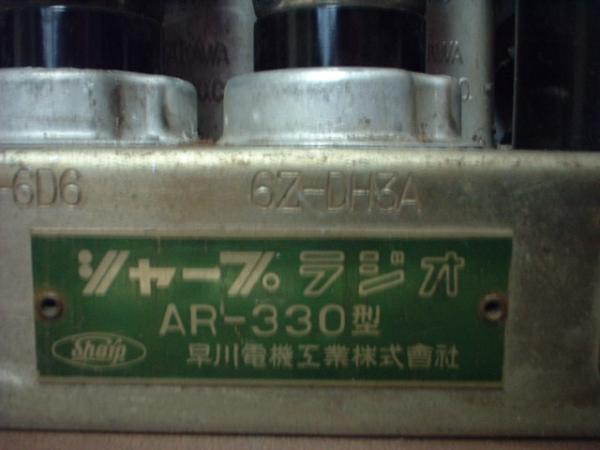 -6D6
6Z-DH3A
シャープラジオ
AR-330型
Sharp
早川電機工業株式會社